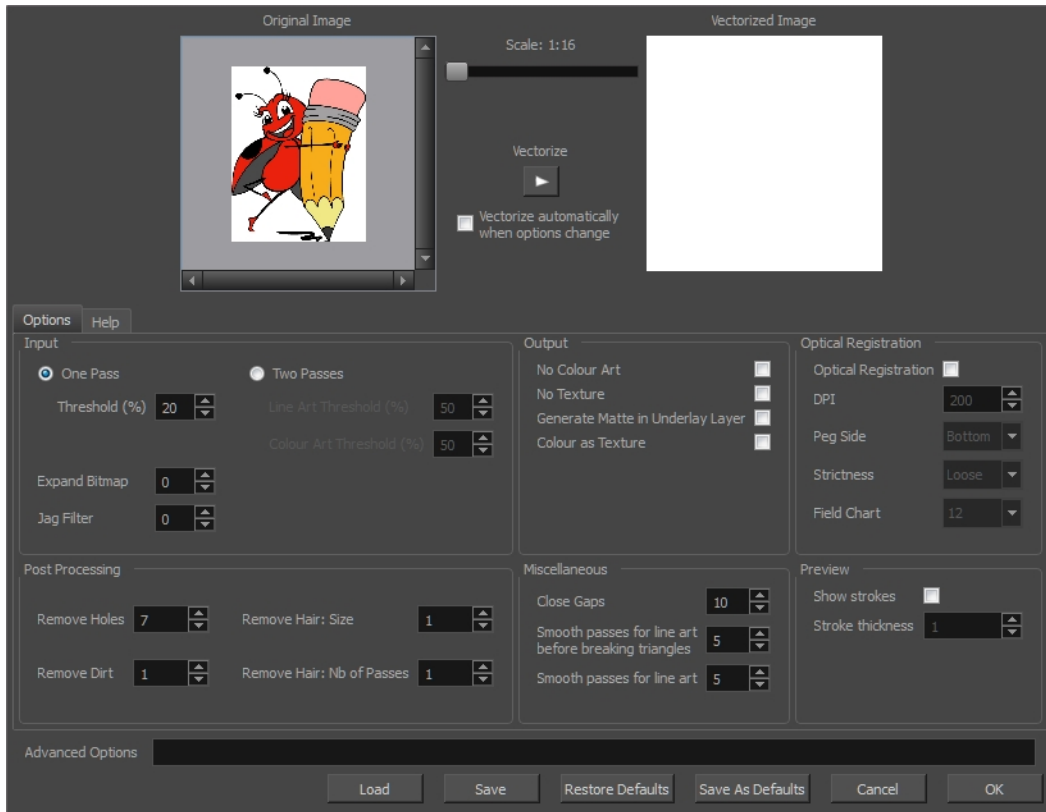 Original Image
Vectorized Image
Scale: 1:16
Vectorize
Vectorize automatically
when options change
Options
Help
Input
One Pass
Two Passes
Threshold (%) 20
Line Art Threshold (%) 50
Colour Art Threshold (%) 50
Expand Bitmap 0
Jag Filter 0
Output
No Colour Art
No Texture
Generate Matte in Underlay Layer
Colour as Texture
Optical Registration
Optical Registration
DPI 200
Peg Side Bottom
Strictness Loose
Field Chart 12
Post Processing
Remove Holes 7
Remove Hair: Size 1
Remove Dirt 1
Remove Hair: Nb of Passes 1
Miscellaneous
Close Gaps 10
Smooth passes for line art
before breaking triangles 5
Smooth passes for line art 5
Preview
Show strokes
Stroke thickness 1
Advanced Options
Load
Save
Restore Defaults
Save As Defaults
Cancel
OK